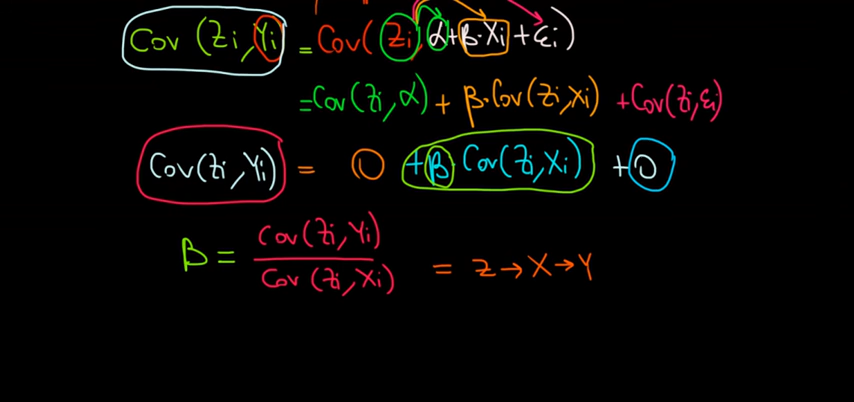 Cov (Zi, Yi) = Cov( Zi, α+β.Xi + εi)
= Cov(Zi, α) + β.Cov(Zi, Xi) + Cov(Zi, εi)
Cov(Zi, Yi) = 0 + β Cov(Zi, Xi) + 0
β = Cov(Zi, Yi) / Cov (Zi, Xi) = Z → X → Y